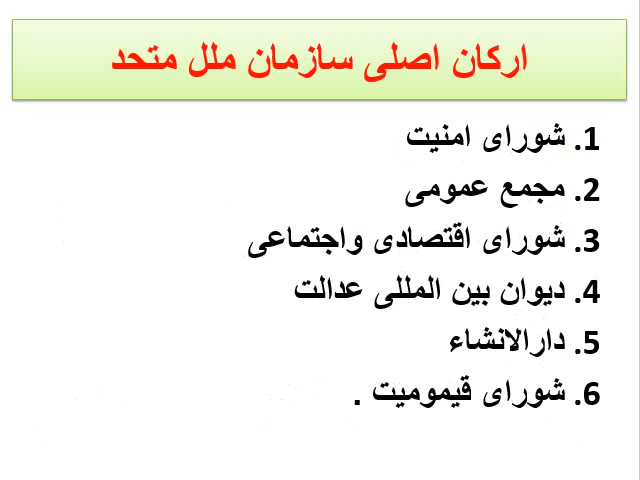 ارکان اصلی سازمان ملل متحد
1. شورای امنیت
2. مجمع عمومی
3. شورای اقتصادی واجتماعی
4. دیوان بین المللی عدالت
5. دارالانشاء
6. شورای قیمومیت .